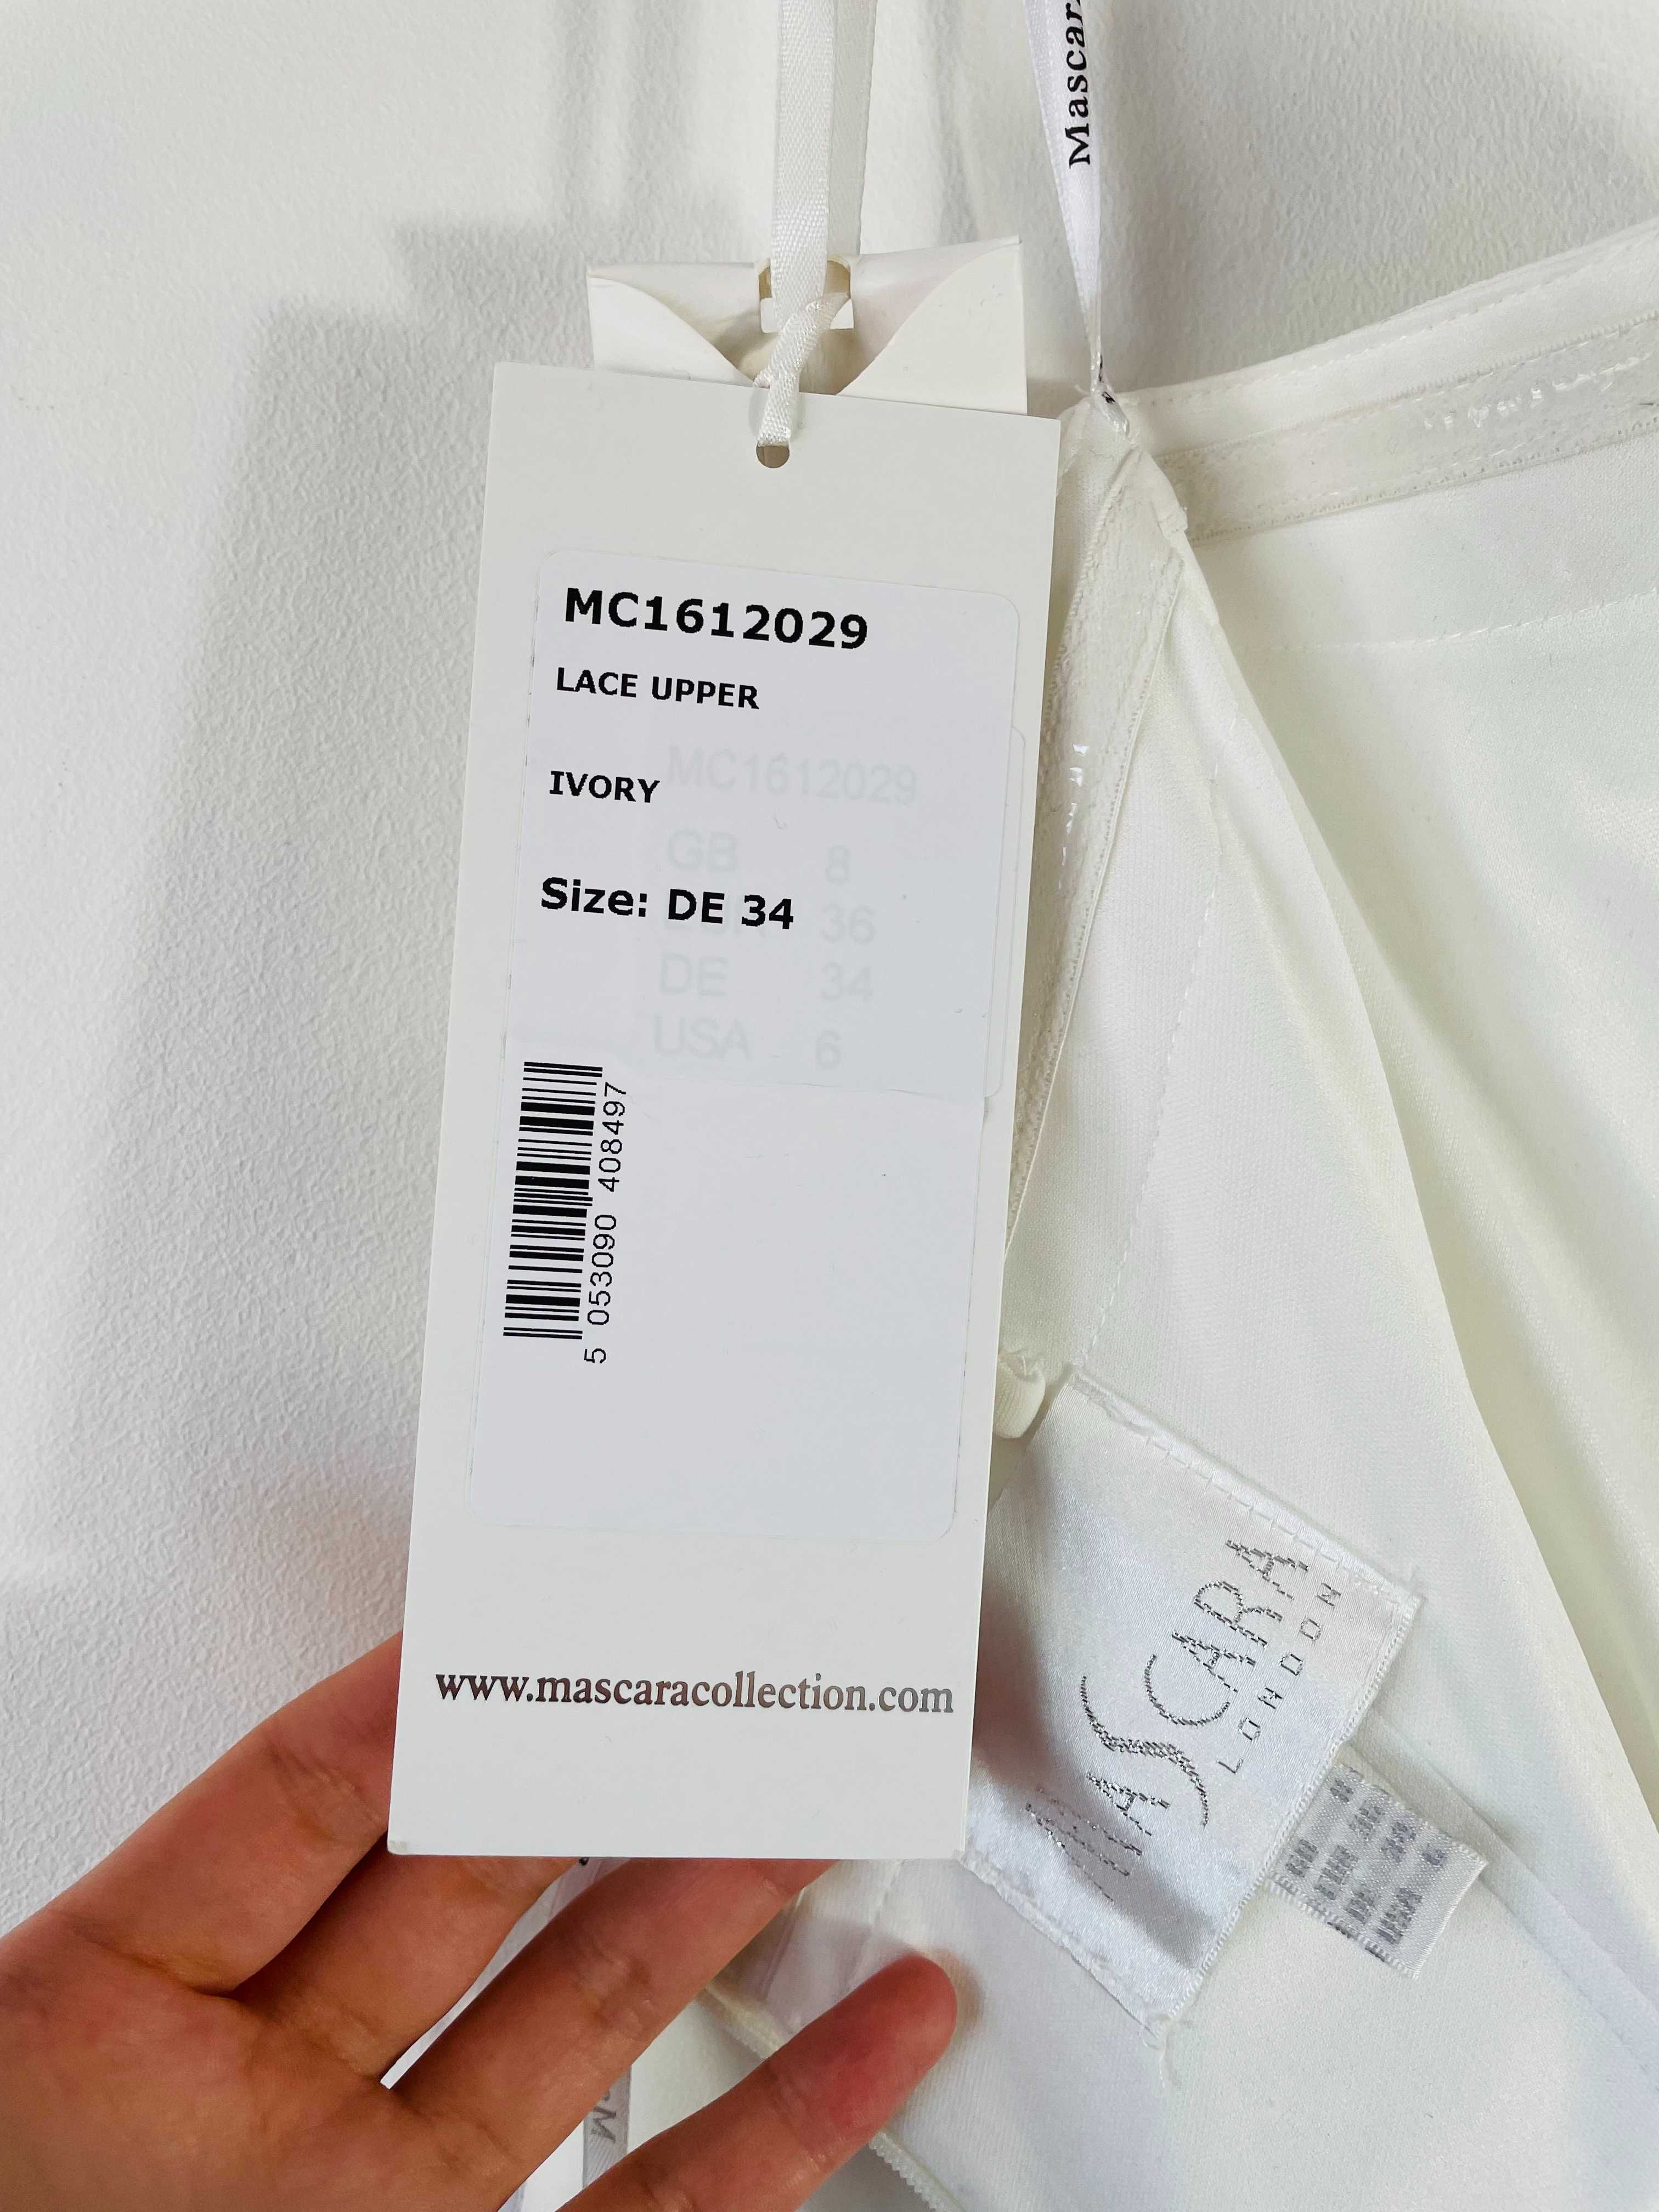 Mascar
MC1612029
LACE UPPER
IVORY
Size: DE 34
MC1612029
GB 8
36
DE 34
USA 6
5 053090 408497
www.mascaracollection.com
MASCARA
LONDON